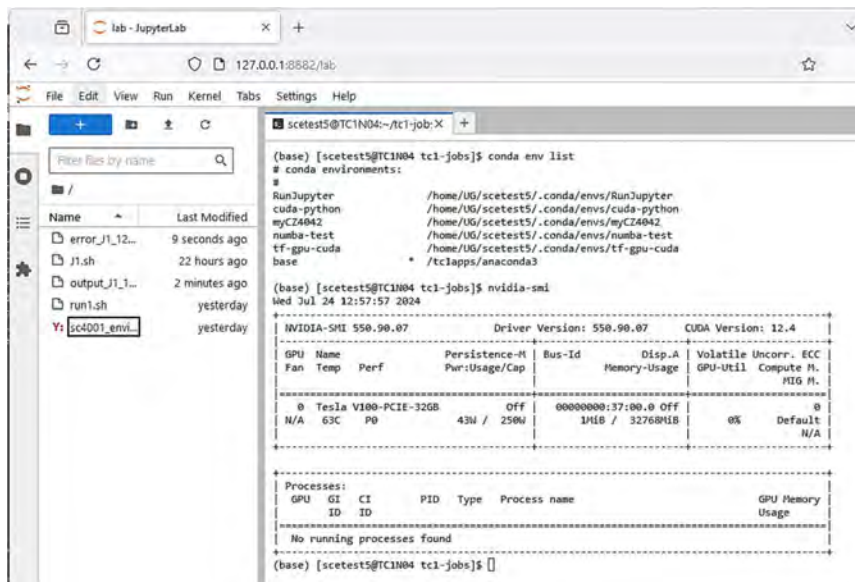 lab - JupyterLab
127.0.0.1:8882/lab
File Edit View Run Kernel Tabs Settings Help
Filter files by name
/
Name Last Modified
error_J1_12... 9 seconds ago
J1.sh 22 hours ago
output_J1_1... 2 minutes ago
run1.sh yesterday
Y: sc4001_envi... yesterday
scetest5@TC1N04:~/tc1-job:
(base) [scetest5@TC1N04 tc1-jobs]$ conda env list
# conda environments:
#
RunJupyter /home/UG/scetest5/.conda/envs/RunJupyter
cuda-python /home/UG/scetest5/.conda/envs/cuda-python
myCZ4042 /home/UG/scetest5/.conda/envs/myCZ4042
numba-test /home/UG/scetest5/.conda/envs/numba-test
tf-gpu-cuda /home/UG/scetest5/.conda/envs/tf-gpu-cuda
base * /tc1apps/anaconda3
(base) [scetest5@TC1N04 tc1-jobs]$ nvidia-smi
Wed Jul 24 12:57:57 2024
NVIDIA-SMI 550.90.07 Driver Version: 550.90.07 CUDA Version: 12.4
GPU Name Persistence-M | Bus-Id Disp.A | Volatile Uncorr. ECC
Fan Temp Perf Pwr:Usage/Cap | Memory-Usage | GPU-Util Compute M.
MIG M.
0 Tesla V100-PCIE-32GB Off | 00000000:37:00.0 Off | 0
N/A 63C P0 43W / 250W | 1MiB / 32768MiB | 0% Default
N/A
Processes:
GPU GI CI PID Type Process name GPU Memory
ID ID Usage
No running processes found
(base) [scetest5@TC1N04 tc1-jobs]$